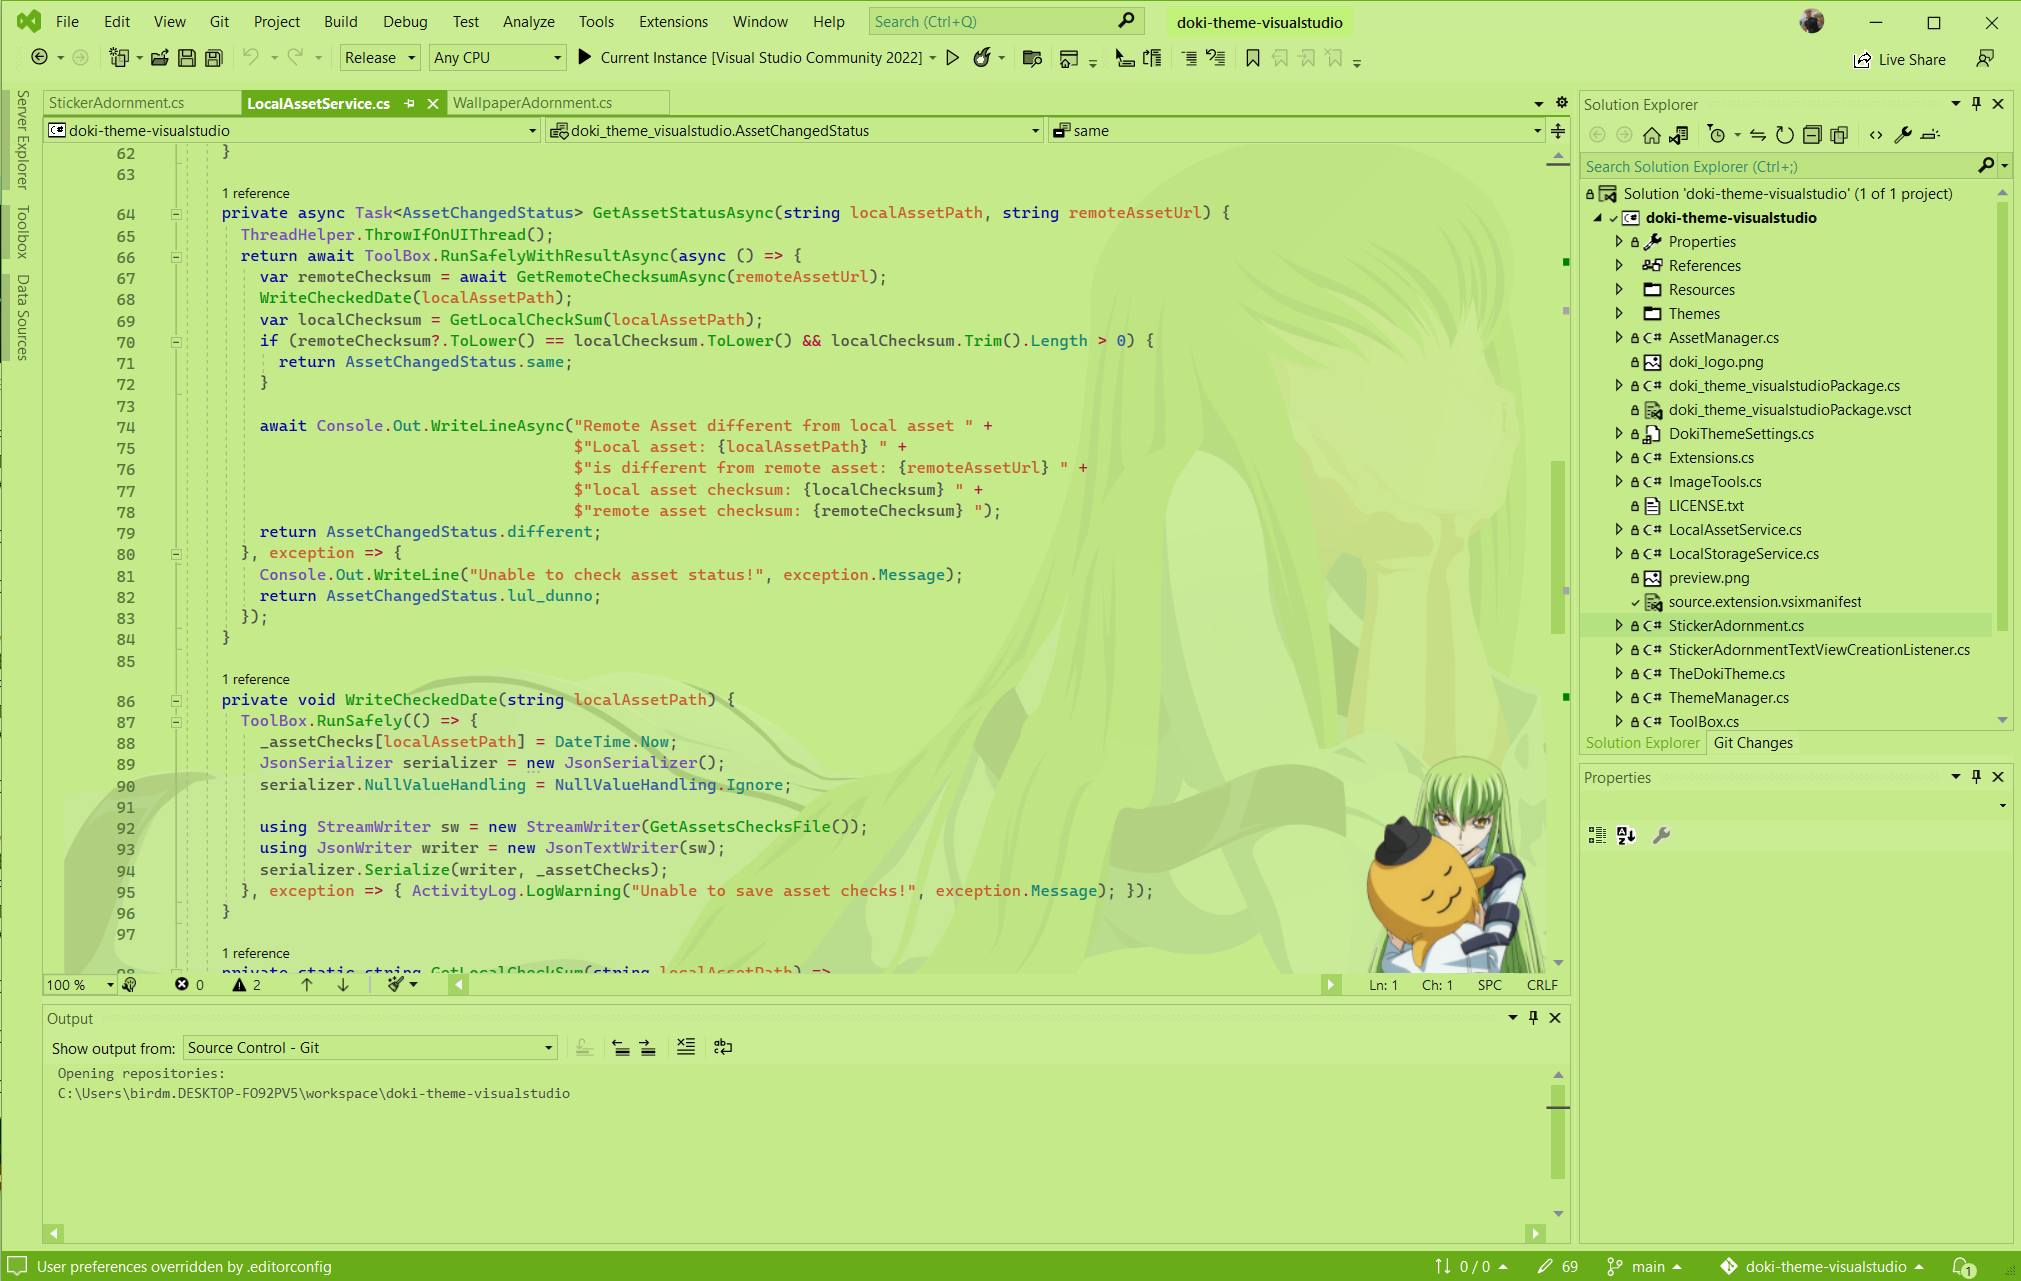 File Edit View Git Project Build Debug Test Analyze Tools Extensions Window Help Search (Ctrl+Q) doki-theme-visualstudio
Release Any CPU Current Instance [Visual Studio Community 2022] Live Share
Server Explorer
Toolbox
Data Sources
StickerAdornment.cs LocalAssetService.cs WallpaperAdornment.cs
doki-theme-visualstudio doki_theme_visualstudio.AssetChangedStatus same
62 }
63
1 reference
64 private async Task<AssetChangedStatus> GetAssetStatusAsync(string localAssetPath, string remoteAssetUrl) {
65 ThreadHelper.ThrowIfOnUIThread();
66 return await ToolBox.RunSafelyWithResultAsync(async () => {
67 var remoteChecksum = await GetRemoteChecksumAsync(remoteAssetUrl);
68 WriteCheckedDate(localAssetPath);
69 var localChecksum = GetLocalCheckSum(localAssetPath);
70 if (remoteChecksum?.ToLower() == localChecksum.ToLower() && localChecksum.Trim().Length > 0) {
71 return AssetChangedStatus.same;
72 }
73
74 await Console.Out.WriteLineAsync("Remote Asset different from local asset " +
75 $"Local asset: {localAssetPath} " +
76 $"is different from remote asset: {remoteAssetUrl} " +
77 $"local asset checksum: {localChecksum} " +
78 $"remote asset checksum: {remoteChecksum} ");
79 return AssetChangedStatus.different;
80 }, exception => {
81 Console.Out.WriteLine("Unable to check asset status!", exception.Message);
82 return AssetChangedStatus.lul_dunno;
83 });
84 }
85
1 reference
86 private void WriteCheckedDate(string localAssetPath) {
87 ToolBox.RunSafely(() => {
88 _assetChecks[localAssetPath] = DateTime.Now;
89 JsonSerializer serializer = new JsonSerializer();
90 serializer.NullValueHandling = NullValueHandling.Ignore;
91
92 using StreamWriter sw = new StreamWriter(GetAssetsChecksFile());
93 using JsonWriter writer = new JsonTextWriter(sw);
94 serializer.Serialize(writer, _assetChecks);
95 }, exception => { ActivityLog.LogWarning("Unable to save asset checks!", exception.Message); });
96 }
97
1 reference
98 private static string GetLocalCheckSum(string localAssetPath) =>
100 % 0 2 Ln: 1 Ch: 1 SPC CRLF
Output
Show output from: Source Control - Git
Opening repositories:
C:\Users\birdm.DESKTOP-FO92PV5\workspace\doki-theme-visualstudio
Solution Explorer
Search Solution Explorer (Ctrl+;)
Solution 'doki-theme-visualstudio' (1 of 1 project)
doki-theme-visualstudio
Properties
References
Resources
Themes
C# AssetManager.cs
doki_logo.png
C# doki_theme_visualstudioPackage.cs
doki_theme_visualstudioPackage.vsct
DokiThemeSettings.cs
C# Extensions.cs
C# ImageTools.cs
LICENSE.txt
C# LocalAssetService.cs
C# LocalStorageService.cs
preview.png
source.extension.vsixmanifest
C# StickerAdornment.cs
C# StickerAdornmentTextViewCreationListener.cs
C# TheDokiTheme.cs
C# ThemeManager.cs
C# ToolBox.cs
Solution Explorer Git Changes
Properties
User preferences overridden by .editorconfig 0 / 0 69 main doki-theme-visualstudio 1